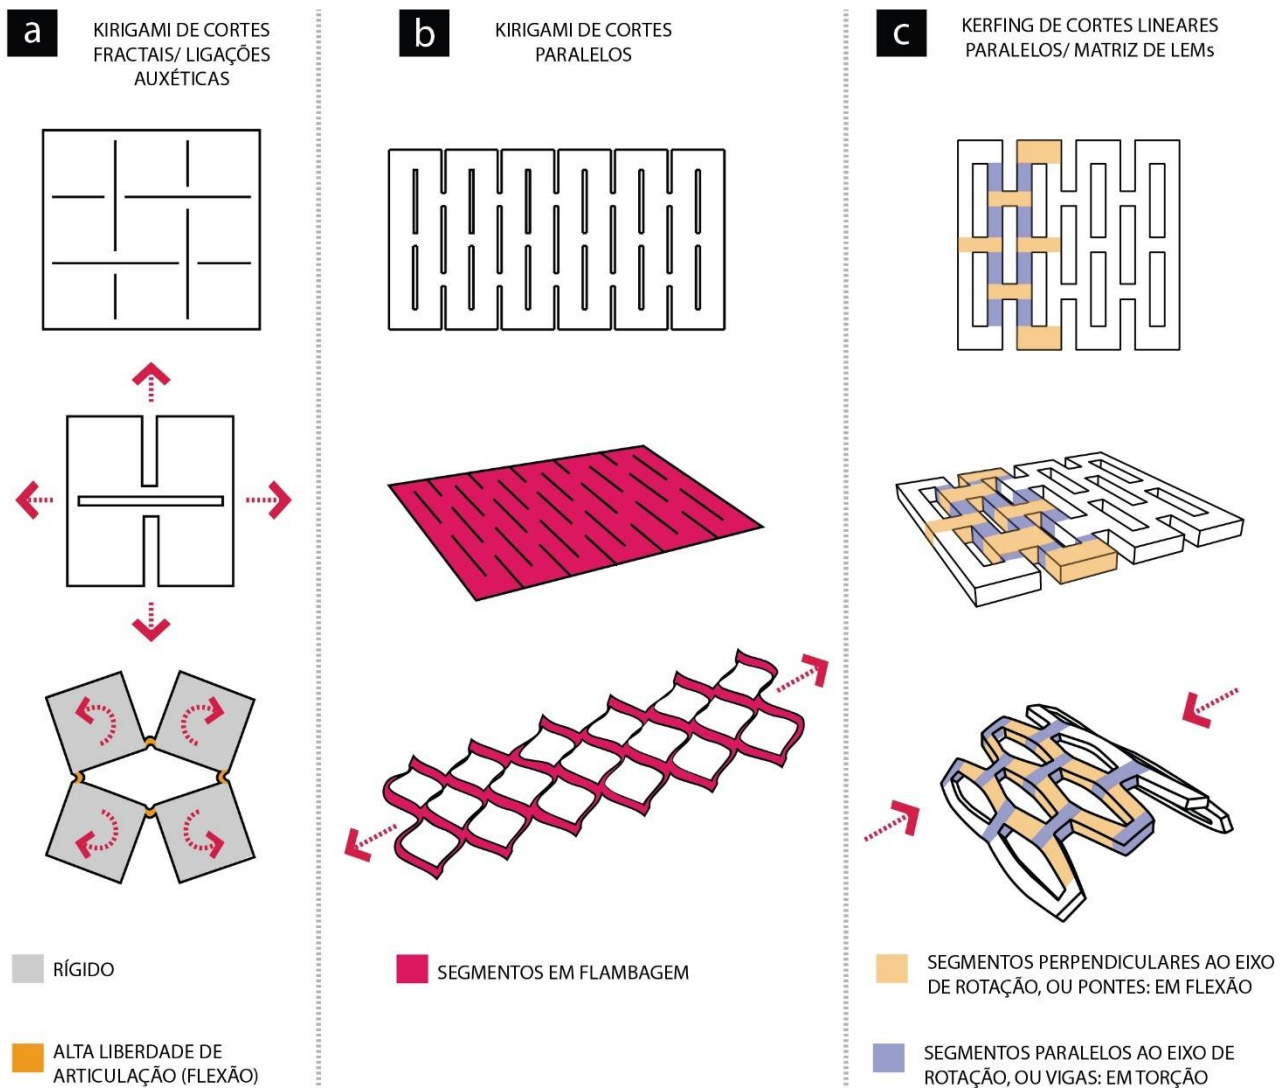 a
KIRIGAMI DE CORTES
FRACTAIS/ LIGAÇÕES
AUXÉTICAS
b
KIRIGAMI DE CORTES
PARALELOS
c
KERFING DE CORTES LINEARES
PARALELOS/ MATRIZ DE LEMs
RÍGIDO
ALTA LIBERDADE DE
ARTICULAÇÃO (FLEXÃO)
SEGMENTOS EM FLAMBAGEM
SEGMENTOS PERPENDICULARES AO EIXO
DE ROTAÇÃO, OU PONTES: EM FLEXÃO
SEGMENTOS PARALELOS AO EIXO DE
ROTAÇÃO, OU VIGAS: EM TORÇÃO